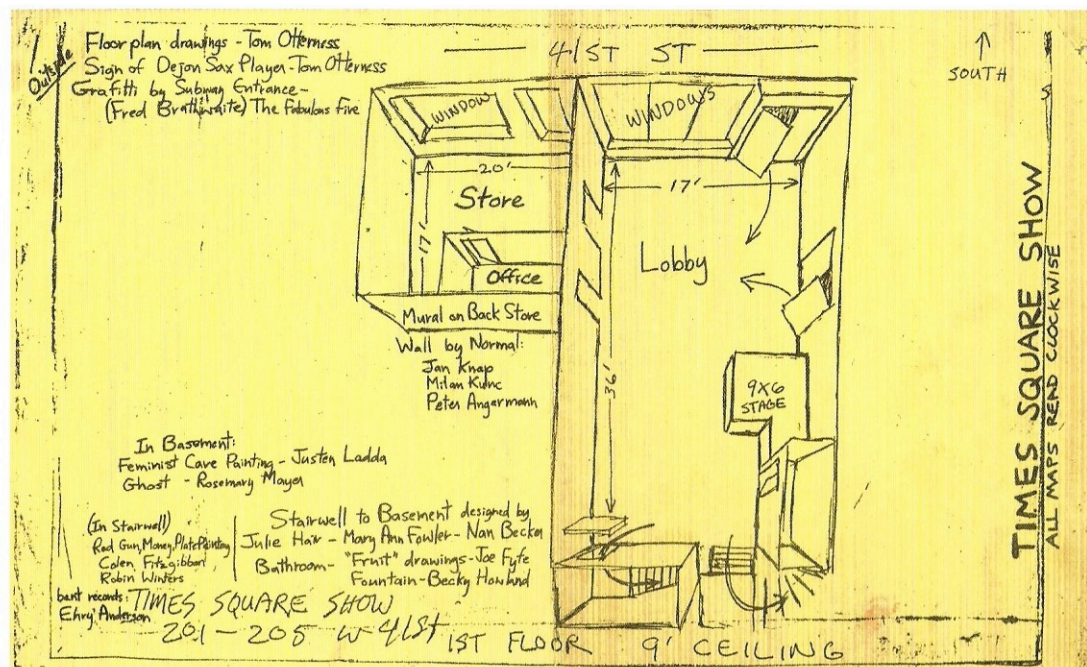 Outside
Floor plan drawings - Tom Otterness
Sign of Dejon Sax Player - Tom Otterness
Grafitti by Subway Entrance -
(Fred Brathwaite) The Fabulous Five
41ST ST
SOUTH
WINDOW
WINDOWS
20'
17'
Store
17'
Office
Lobby
Mural on Back Store
Wall by Normal:
Jan Knap
Milan Kunc
Peter Angermann
36'
9X6
STAGE
In Basement:
Feminist Cave Painting - Justen Ladda
Ghost - Rosemary Mayer
(In Stairwell)
Red Gun, Money, Plate Painting
Colen Fitzgibbon
Robin Winters
Stairwell to Basement designed by
Julie Hair - Mary Ann Fowler - Nan Becker
Bathroom - "Fruit" drawings - Joe Fyfe
Fountain - Becky Howland
bent records:
Ehry Anderson
TIMES SQUARE SHOW
201-205 W 41St
1ST FLOOR 9' CEILING
TIMES SQUARE SHOW
ALL MAPS READ CLOCKWISE